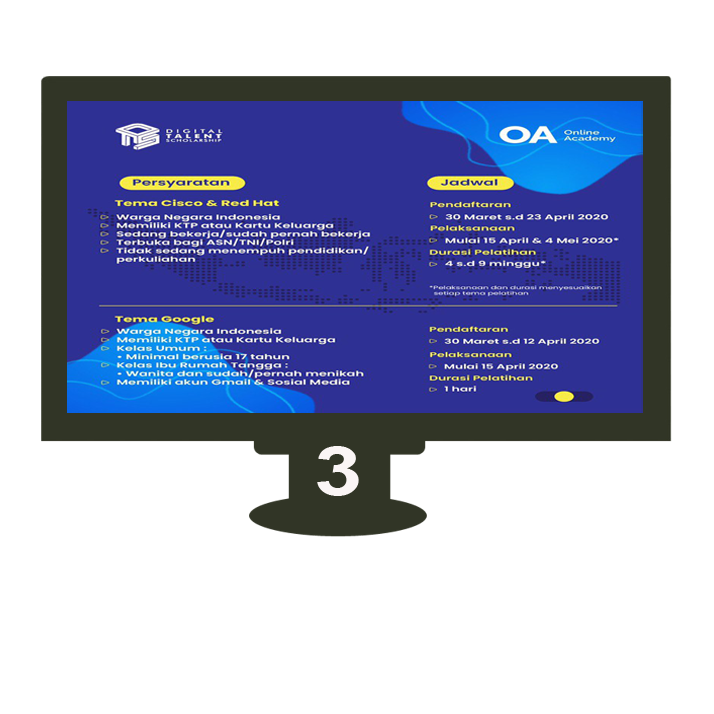 DIGITAL
TALENT
SCHOLARSHIP
OA Online
Academy
Persyaratan
Tema Cisco & Red Hat
Warga Negara Indonesia
Memiliki KTP atau Kartu Keluarga
Sedang bekerja/sudah pernah bekerja
Terbuka bagi ASN/TNI/Polri
Tidak sedang menempuh pendidikan/
perkuliahan
Jadwal
Pendaftaran
30 Maret s.d 23 April 2020
Pelaksanaan
Mulai 15 April & 4 Mei 2020*
Durasi Pelatihan
4 s.d 9 minggu*
*Pelaksanaan dan durasi menyesuaikan
setiap tema pelatihan
Tema Google
Warga Negara Indonesia
Memiliki KTP atau Kartu Kelurga
Kelas Umum :
• Minimal berusia 17 tahun
Kelas Ibu Rumah Tangga :
• Wanita dan sudah/pernah menikah
Memiliki akun Gmail & Sosial Media
Pendaftaran
30 Maret s.d 12 April 2020
Pelaksanaan
Mulai 15 April 2020
Durasi Pelatihan
1 hari
3